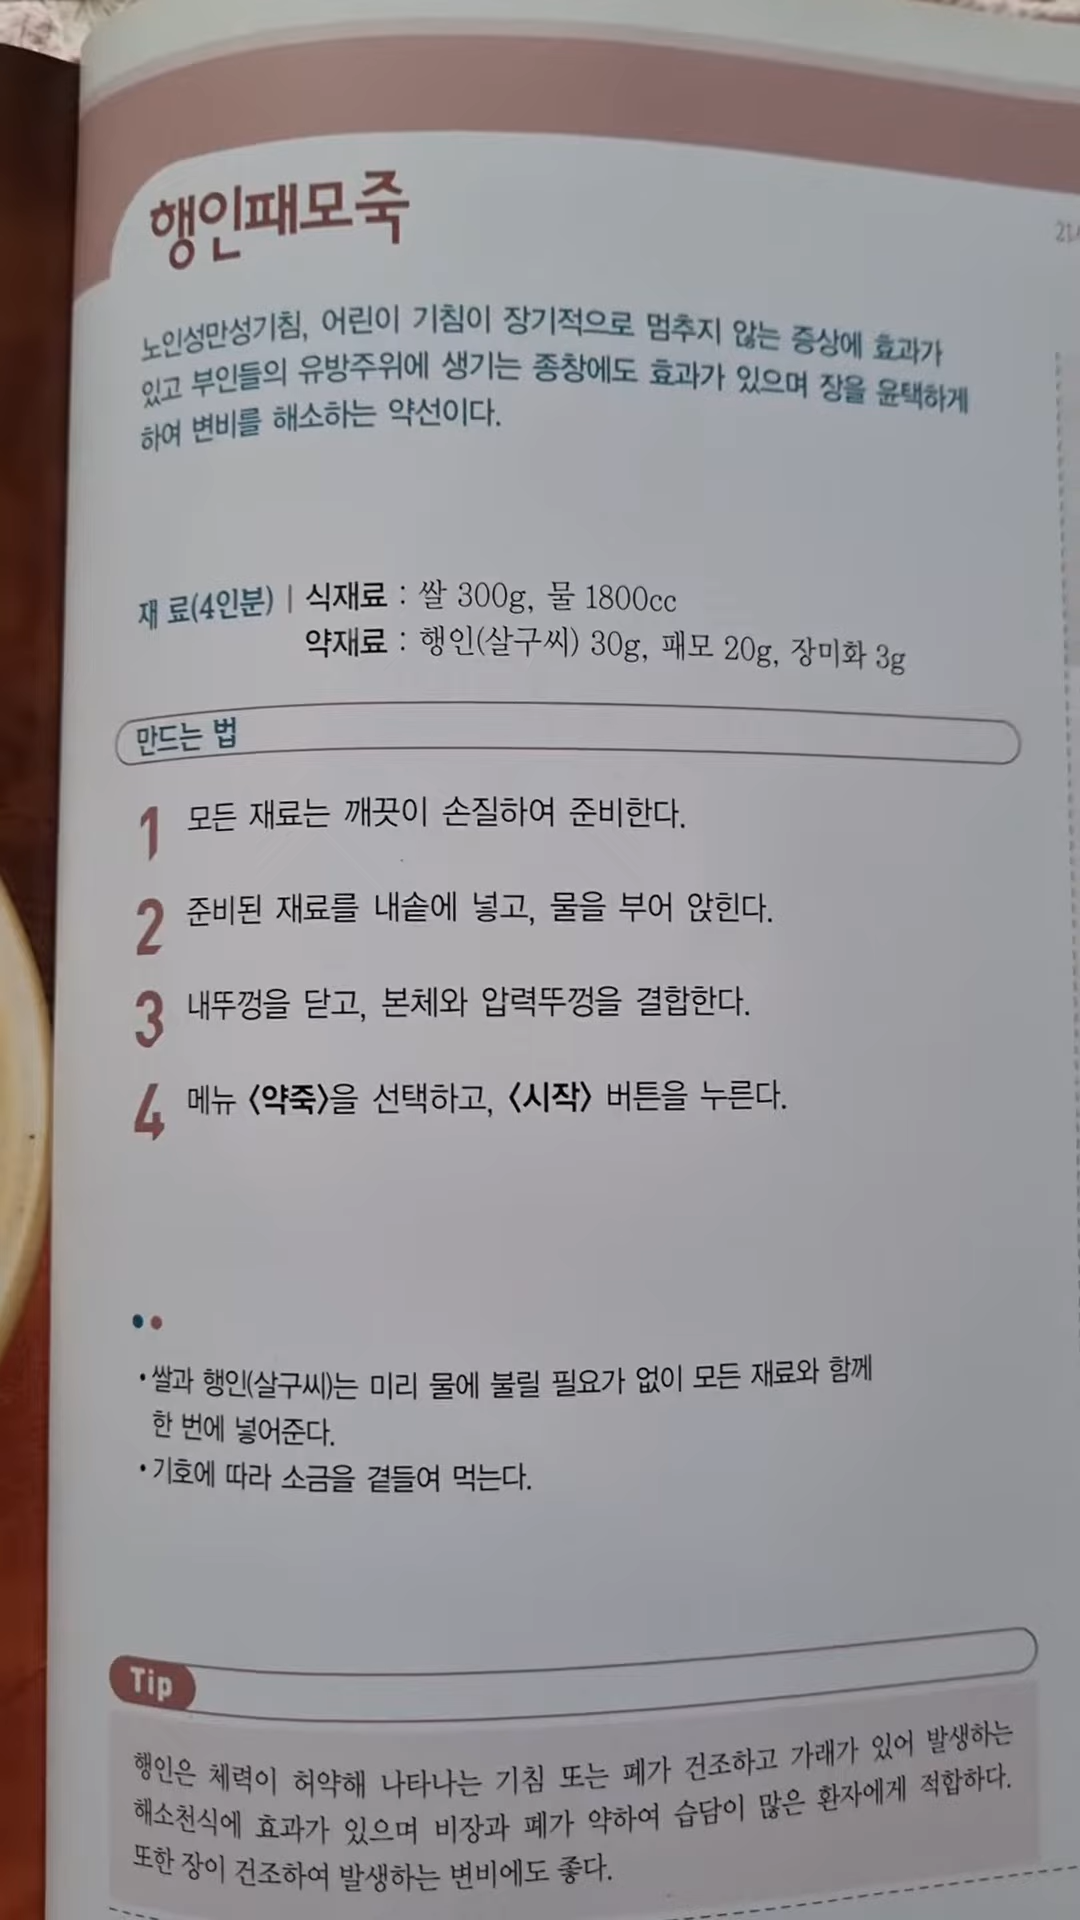 행인패모죽
노인성만성기침, 어린이 기침이 장기적으로 멈추지 않는 증상에 효과가
있고 부인들의 유방주위에 생기는 종창에도 효과가 있으며 장을 윤택하게
하여 변비를 해소하는 약선이다.
재 료(4인분) | 식재료 : 쌀 300g, 물 1800cc
약재료 : 행인(살구씨) 30g, 패모 20g, 장미화 3g
만드는 법
1 모든 재료는 깨끗이 손질하여 준비한다.
2 준비된 재료를 내솥에 넣고, 물을 부어 앉힌다.
3 내뚜껑을 닫고, 본체와 압력뚜껑을 결합한다.
4 메뉴 <약죽>을 선택하고, <시작> 버튼을 누른다.
•쌀과 행인(살구씨)는 미리 물에 불릴 필요가 없이 모든 재료와 함께
한 번에 넣어준다.
•기호에 따라 소금을 곁들여 먹는다.
Tip
행인은 체력이 허약해 나타나는 기침 또는 폐가 건조하고 가래가 있어 발생하는
해소천식에 효과가 있으며 비장과 폐가 약하여 습담이 많은 환자에게 적합하다.
또한 장이 건조하여 발생하는 변비에도 좋다.